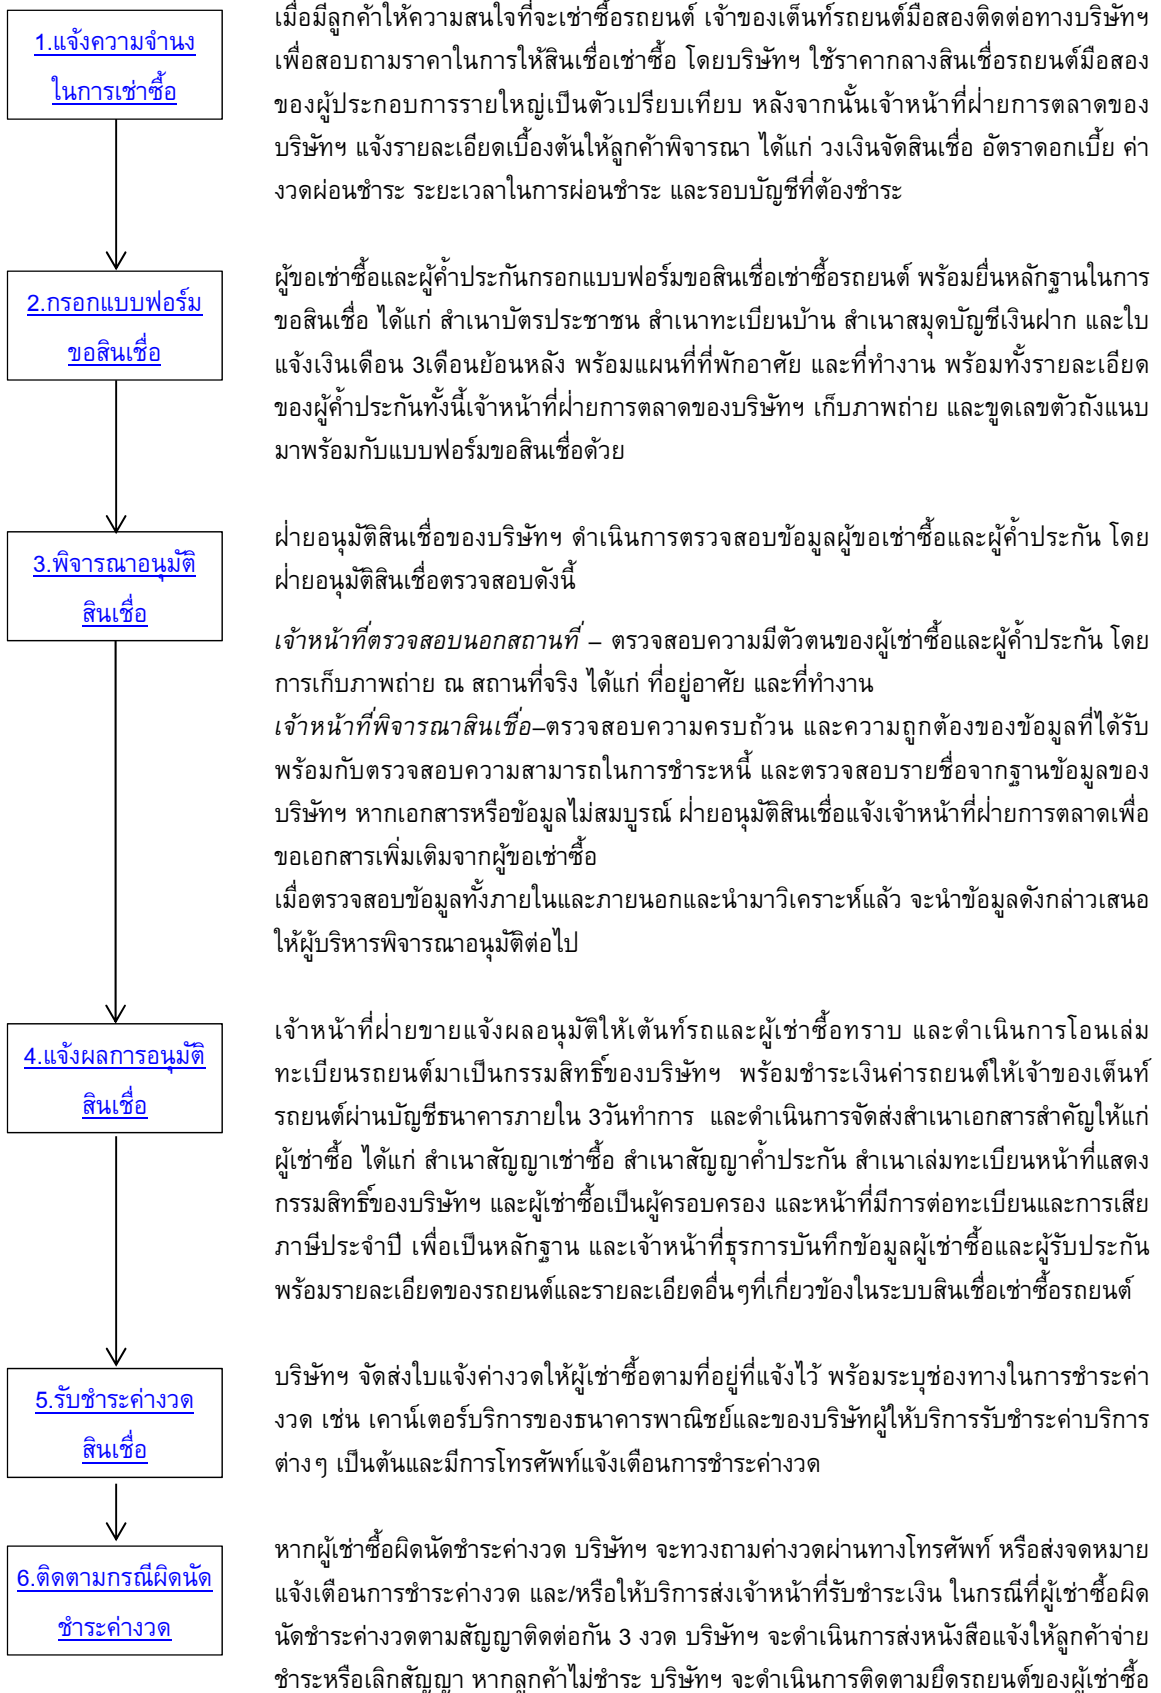 1.แจ้งความจำนง
ในการเช่าซื้อ
เมื่อมีลูกค้าให้ความสนใจที่จะเช่าซื้อรถยนต์ เจ้าของเต็นท์รถยนต์มือสองติดต่อทางบริษัทฯ
เพื่อสอบถามราคาในการให้สินเชื่อเช่าซื้อ โดยบริษัทฯ ใช้ราคากลางสินเชื่อรถยนต์มือสอง
ของผู้ประกอบการรายใหญ่เป็นตัวเปรียบเทียบ หลังจากนั้นเจ้าหน้าที่ฝ่ายการตลาดของ
บริษัทฯ แจ้งรายละเอียดเบื้องต้นให้ลูกค้าพิจารณา ได้แก่ วงเงินจัดสินเชื่อ อัตราดอกเบี้ย ค่า
งวดผ่อนชำระ ระยะเวลาในการผ่อนชำระ และรอบบัญชีที่ต้องชำระ
2.กรอกแบบฟอร์ม
ขอสินเชื่อ
ผู้ขอเช่าซื้อและผู้ค้ำประกันกรอกแบบฟอร์มขอสินเชื่อเช่าซื้อรถยนต์ พร้อมยื่นหลักฐานในการ
ขอสินเชื่อ ได้แก่ สำเนาบัตรประชาชน สำเนาทะเบียนบ้าน สำเนาสมุดบัญชีเงินฝาก และใบ
แจ้งเงินเดือน 3เดือนย้อนหลัง พร้อมแผนที่ที่พักอาศัย และที่ทำงาน พร้อมทั้งรายละเอียด
ของผู้ค้ำประกันทั้งนี้เจ้าหน้าที่ฝ่ายการตลาดของบริษัทฯ เก็บภาพถ่าย และขูดเลขตัวถังแนบ
มาพร้อมกับแบบฟอร์มขอสินเชื่อด้วย
3.พิจารณาอนุมัติ
สินเชื่อ
ฝ่ายอนุมัติสินเชื่อของบริษัทฯ ดำเนินการตรวจสอบข้อมูลผู้ขอเช่าซื้อและผู้ค้ำประกัน โดย
ฝ่ายอนุมัติสินเชื่อตรวจสอบดังนี้
เจ้าหน้าที่ตรวจสอบนอกสถานที่ – ตรวจสอบความมีตัวตนของผู้เช่าซื้อและผู้ค้ำประกัน โดย
การเก็บภาพถ่าย ณ สถานที่จริง ได้แก่ ที่อยู่อาศัย และที่ทำงาน
เจ้าหน้าที่พิจารณาสินเชื่อ–ตรวจสอบความครบถ้วน และความถูกต้องของข้อมูลที่ได้รับ
พร้อมกับตรวจสอบความสามารถในการชำระหนี้ และตรวจสอบรายชื่อจากฐานข้อมูลของ
บริษัทฯ หากเอกสารหรือข้อมูลไม่สมบูรณ์ ฝ่ายอนุมัติสินเชื่อแจ้งเจ้าหน้าที่ฝ่ายการตลาดเพื่อ
ขอเอกสารเพิ่มเติมจากผู้ขอเช่าซื้อ
เมื่อตรวจสอบข้อมูลทั้งภายในและภายนอกและนำมาวิเคราะห์แล้ว จะนำข้อมูลดังกล่าวเสนอ
ให้ผู้บริหารพิจารณาอนุมัติต่อไป
4.แจ้งผลการอนุมัติ
สินเชื่อ
เจ้าหน้าที่ฝ่ายขายแจ้งผลอนุมัติให้เต้นท์รถและผู้เช่าซื้อทราบ และดำเนินการโอนเล่ม
ทะเบียนรถยนต์มาเป็นกรรมสิทธิ์ของบริษัทฯ พร้อมชำระเงินค่ารถยนต์ให้เจ้าของเต็นท์
รถยนต์ผ่านบัญชีธนาคารภายใน 3วันทำการ และดำเนินการจัดส่งสำเนาเอกสารสำคัญให้แก่
ผู้เช่าซื้อ ได้แก่ สำเนาสัญญาเช่าซื้อ สำเนาสัญญาค้ำประกัน สำเนาเล่มทะเบียนหน้าที่แสดง
กรรมสิทธิ์ของบริษัทฯ และผู้เช่าซื้อเป็นผู้ครอบครอง และหน้าที่มีการต่อทะเบียนและการเสีย
ภาษีประจำปี เพื่อเป็นหลักฐาน และเจ้าหน้าที่ธุรการบันทึกข้อมูลผู้เช่าซื้อและผู้รับประกัน
พร้อมรายละเอียดของรถยนต์และรายละเอียดอื่นๆที่เกี่ยวข้องในระบบสินเชื่อเช่าซื้อรถยนต์
5.รับชำระค่างวด
สินเชื่อ
บริษัทฯ จัดส่งใบแจ้งค่างวดให้ผู้เช่าซื้อตามที่อยู่ที่แจ้งไว้ พร้อมระบุช่องทางในการชำระค่า
งวด เช่น เคาน์เตอร์บริการของธนาคารพาณิชย์และของบริษัทผู้ให้บริการรับชำระค่าบริการ
ต่างๆ เป็นต้นและมีการโทรศัพท์แจ้งเตือนการชำระค่างวด
6.ติดตามกรณีผิดนัด
ชำระค่างวด
หากผู้เช่าซื้อผิดนัดชำระค่างวด บริษัทฯ จะทวงถามค่างวดผ่านทางโทรศัพท์ หรือส่งจดหมาย
แจ้งเตือนการชำระค่างวด และ/หรือให้บริการส่งเจ้าหน้าที่รับชำระเงิน ในกรณีที่ผู้เช่าซื้อผิด
นัดชำระค่างวดตามสัญญาติดต่อกัน 3 งวด บริษัทฯ จะดำเนินการส่งหนังสือแจ้งให้ลูกค้าจ่าย
ชำระหรือเลิกสัญญา หากลูกค้าไม่ชำระ บริษัทฯ จะดำเนินการติดตามยึดรถยนต์ของผู้เช่าซื้อ